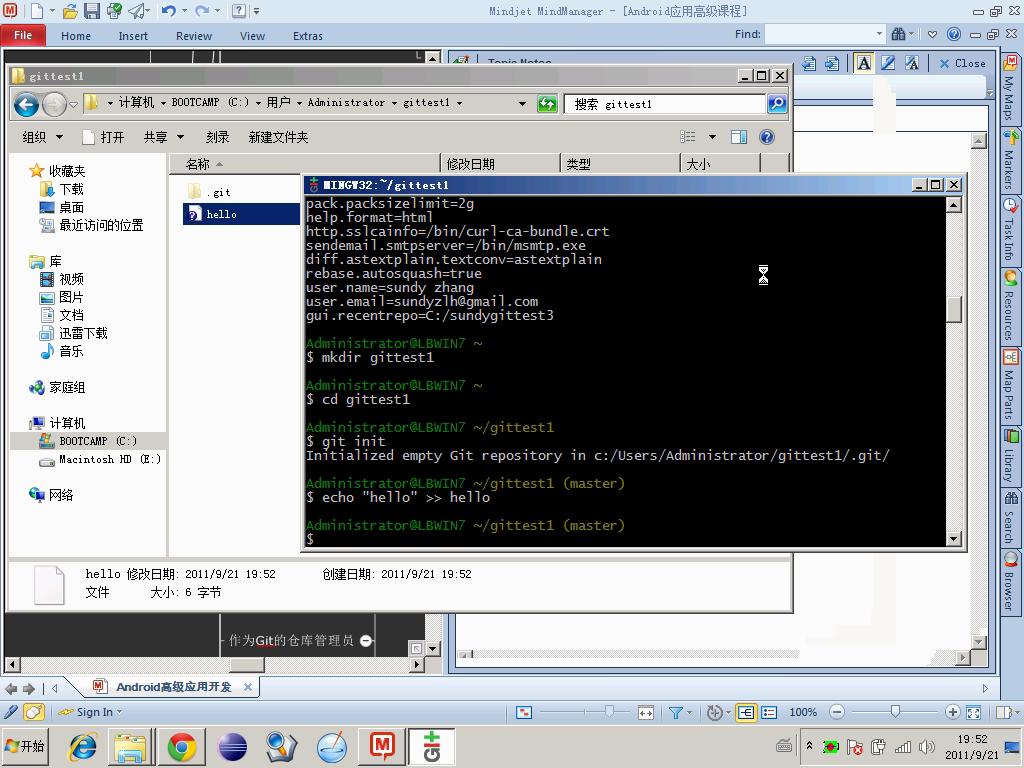 Mindjet MindManager - [Android应用高级课程]
File Home Insert Review View Extras Find:
Topic Notes
Close
gittest1
计算机 BOOTCAMP (C:) 用户 Administrator gittest1
搜索 gittest1
组织 打开 共享 刻录 新建文件夹
名称 修改日期 类型 大小
收藏夹
下载
桌面
最近访问的位置
库
视频
图片
文档
迅雷下载
音乐
家庭组
计算机
BOOTCAMP (C:)
Macintosh HD (E:)
网络
.git
hello
MINGW32:~/gittest1
pack.packsizelimit=2g
help.format=html
http.sslcainfo=/bin/curl-ca-bundle.crt
sendemail.smtpserver=/bin/msmtp.exe
diff.astextplain.textconv=astextplain
rebase.autosquash=true
user.name=sundy zhang
user.email=sundyzlh@gmail.com
gui.recentrepo=C:/sundygittest3
Administrator@LBWIN7 ~
$ mkdir gittest1
Administrator@LBWIN7 ~
$ cd gittest1
Administrator@LBWIN7 ~/gittest1
$ git init
Initialized empty Git repository in c:/Users/Administrator/gittest1/.git/
Administrator@LBWIN7 ~/gittest1 (master)
$ echo "hello" >> hello
Administrator@LBWIN7 ~/gittest1 (master)
$
hello 修改日期: 2011/9/21 19:52 创建日期: 2011/9/21 19:52
文件 大小: 6 字节
作为Git的仓库管理员
My Maps
Markers
Task Info
Resources
Map Parts
Library
Search
Browser
Android高级应用开发
Sign In
100%
开始
19:52
2011/9/21